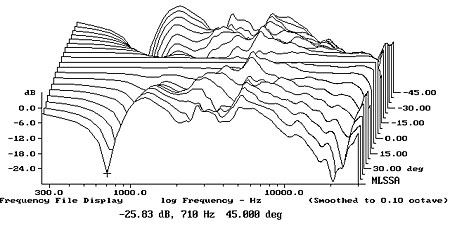 dB
0.0
-6.0
-12.0
-18.0
-24.0
-45.00
-30.00
-15.00
0.00
15.00
30.00 deg
MLSSA
300.0 1000.0 10000.0
Frequency File Display log Frequency - Hz (Smoothed to 0.10 octave)
-25.83 dB, 710 Hz 45.000 deg